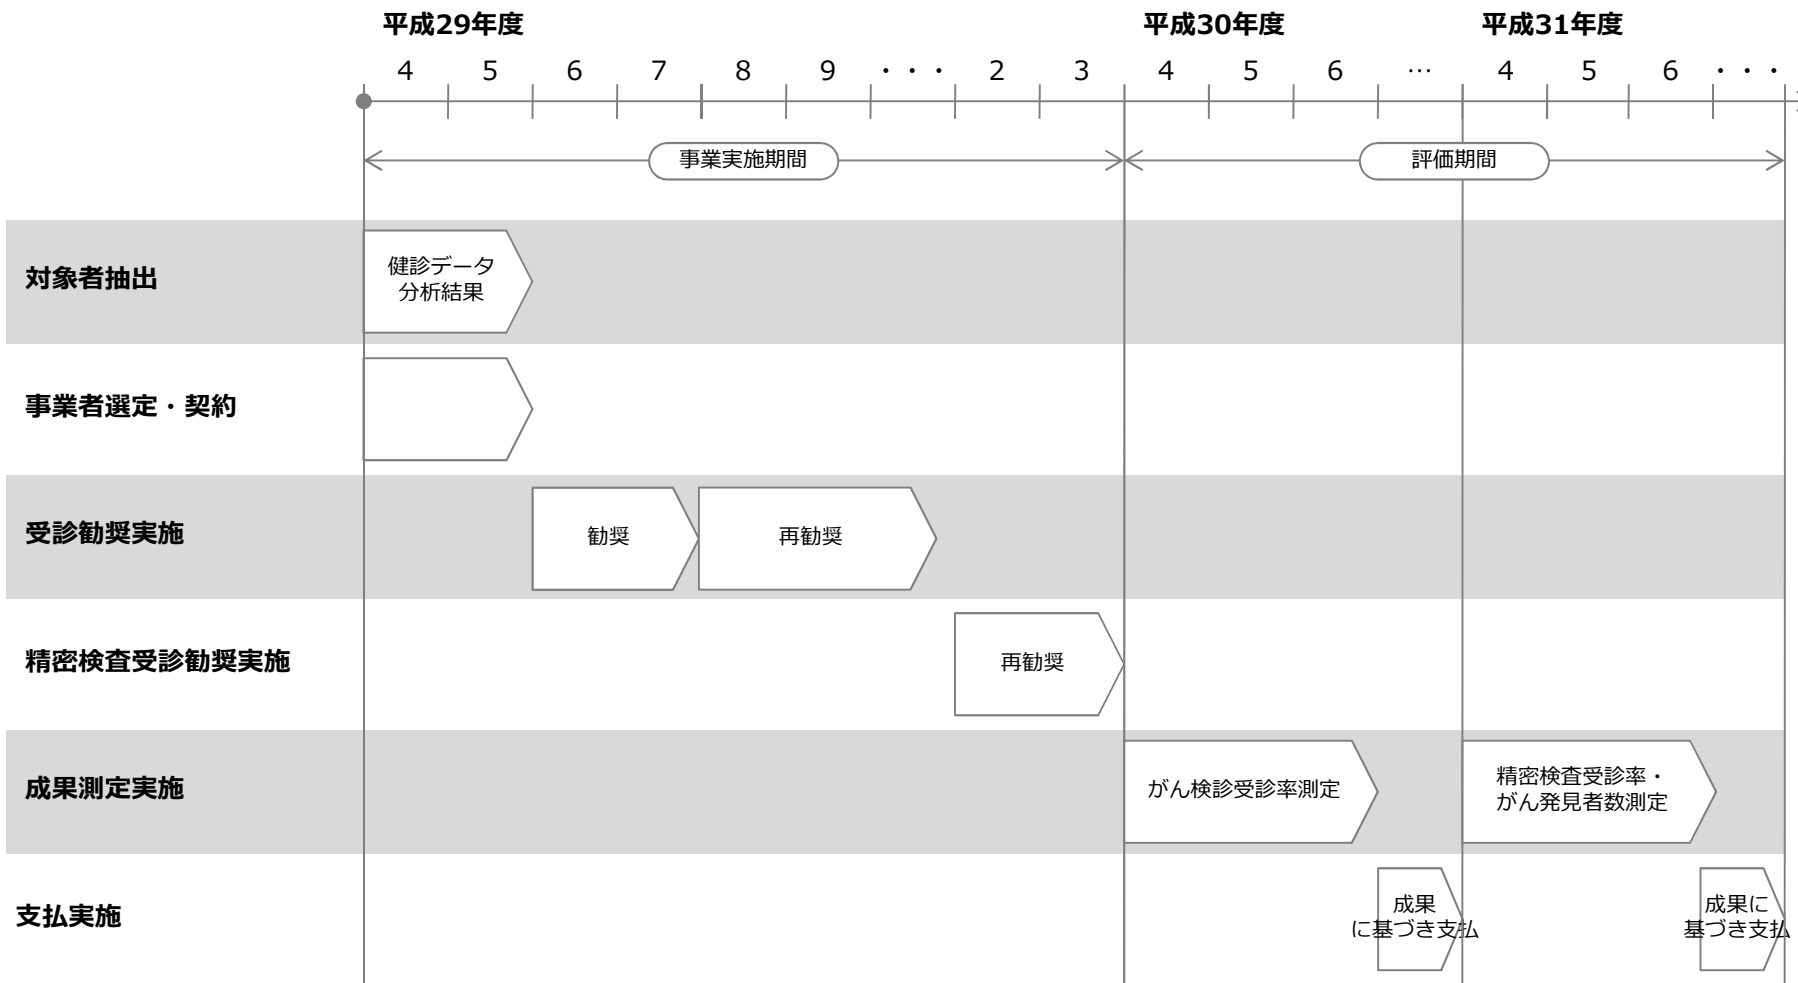 平成29年度
平成30年度
平成31年度
4 5 6 7 8 9 ・・・ 2 3 4 5 6 … 4 5 6 ・・・
事業実施期間
評価期間
対象者抽出
健診データ
分析結果
事業者選定・契約
受診勧奨実施
勧奨
再勧奨
精密検査受診勧奨実施
再勧奨
成果測定実施
がん検診受診率測定
精密検査受診率・
がん発見者数測定
支払実施
成果
に基づき支払
成果に
基づき支払